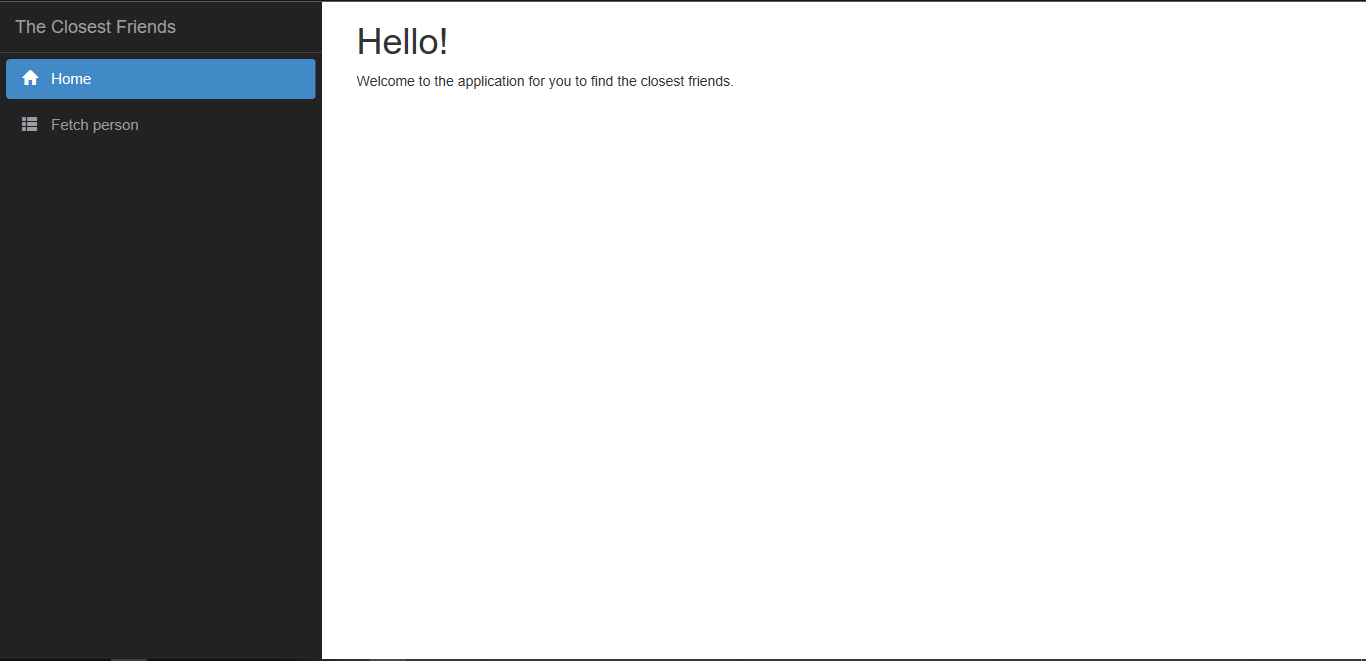 The Closest Friends
Home
Fetch person
Hello!
Welcome to the application for you to find the closest friends.